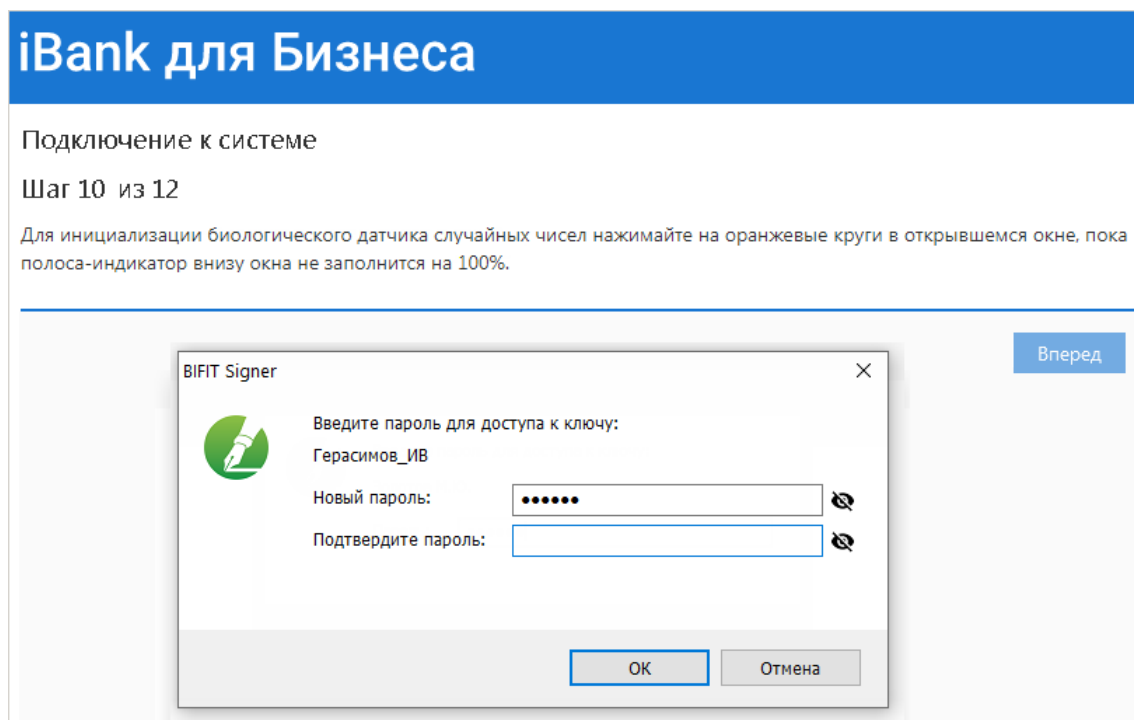 iBank для Бизнеса
Подключение к системе
Шаг 10 из 12
Для инициализации биологического датчика случайных чисел нажимайте на оранжевые круги в открывшемся окне, пока
полоса-индикатор внизу окна не заполнится на 100%.
Вперед
BIFIT Signer
Введите пароль для доступа к ключу:
Герасимов_ИВ
Новый пароль: ••••••
Подтвердите пароль:
OK Отмена